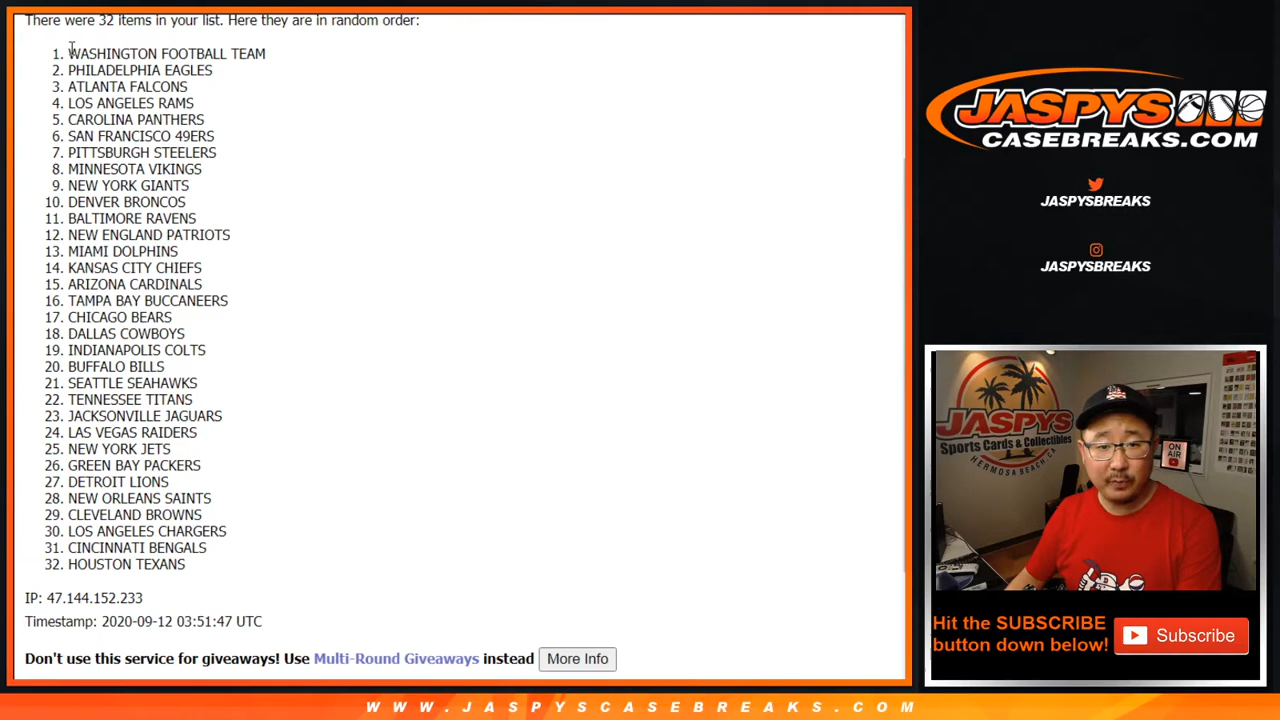 There were 32 items in your list. Here they are in random order:
1. WASHINGTON FOOTBALL TEAM
2. PHILADELPHIA EAGLES
3. ATLANTA FALCONS
4. LOS ANGELES RAMS
5. CAROLINA PANTHERS
6. SAN FRANCISCO 49ERS
7. PITTSBURGH STEELERS
8. MINNESOTA VIKINGS
9. NEW YORK GIANTS
10. DENVER BRONCOS
11. BALTIMORE RAVENS
12. NEW ENGLAND PATRIOTS
13. MIAMI DOLPHINS
14. KANSAS CITY CHIEFS
15. ARIZONA CARDINALS
16. TAMPA BAY BUCCANEERS
17. CHICAGO BEARS
18. DALLAS COWBOYS
19. INDIANAPOLIS COLTS
20. BUFFALO BILLS
21. SEATTLE SEAHAWKS
22. TENNESSEE TITANS
23. JACKSONVILLE JAGUARS
24. LAS VEGAS RAIDERS
25. NEW YORK JETS
26. GREEN BAY PACKERS
27. DETROIT LIONS
28. NEW ORLEANS SAINTS
29. CLEVELAND BROWNS
30. LOS ANGELES CHARGERS
31. CINCINNATI BENGALS
32. HOUSTON TEXANS
IP: 47.144.152.233
Timestamp: 2020-09-12 03:51:47 UTC
Don't use this service for giveaways! Use Multi-Round Giveaways instead More Info
JASPYS
CASEBREAKS.COM
JASPYSBREAKS
JASPYSBREAKS
JASPYS
Sports Cards & Collectibles
HERMOSA BEACH, CA
ON
AIR
Hit the SUBSCRIBE
button down below!
Subscribe
WWW.JASPYSCASEBREAKS.COM